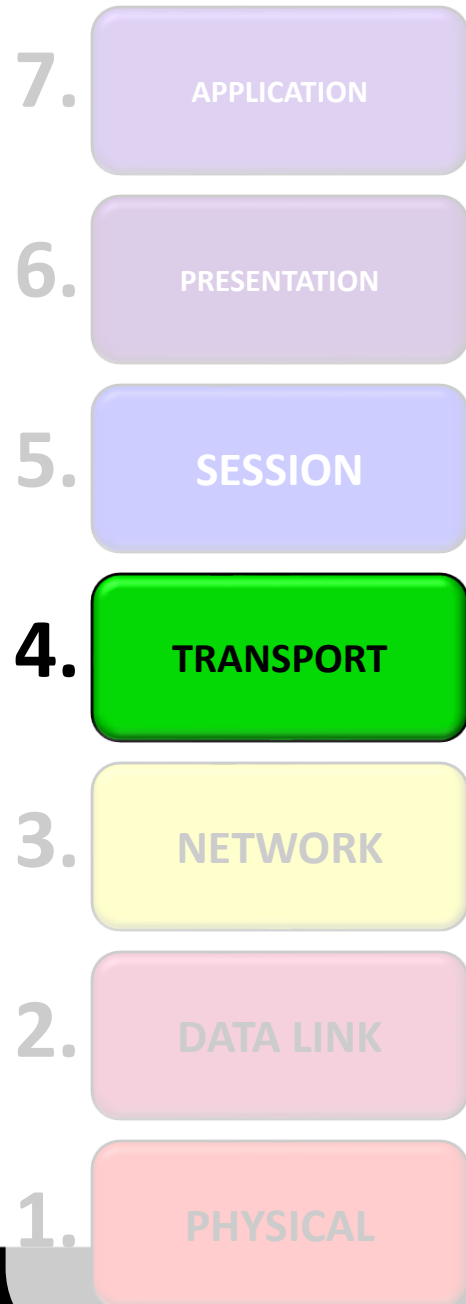 7. APPLICATION
6. PRESENTATION
5. SESSION
4. TRANSPORT
3. NETWORK
2. DATA LINK
1. PHYSICAL